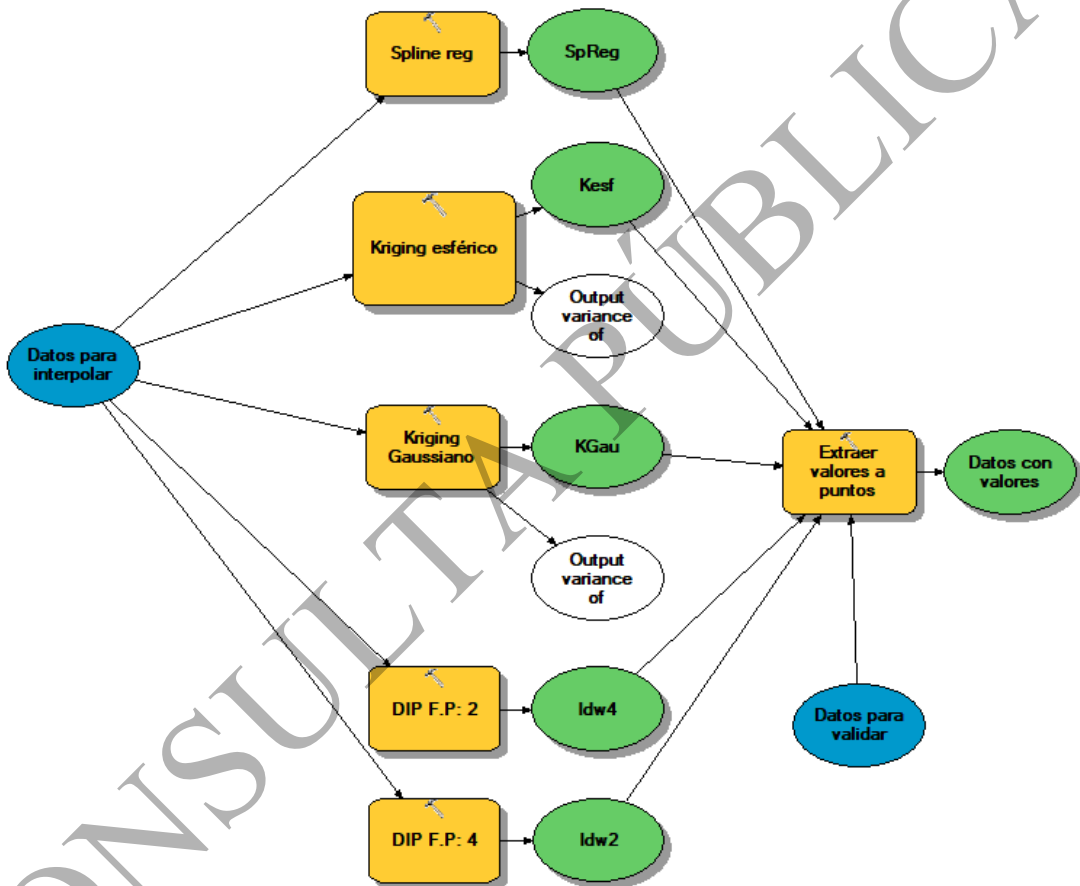 Spline reg
SpReg
Kriging esférico
Kesf
Output
variance
of
Datos para
interpolar
Kriging
Gaussiano
KGau
Output
variance
of
Extraer
valores a
puntos
Datos con
valores
DIP F.P: 2
Idw4
Datos para
validar
DIP F.P: 4
Idw2
CONSULTA PÚBLICA